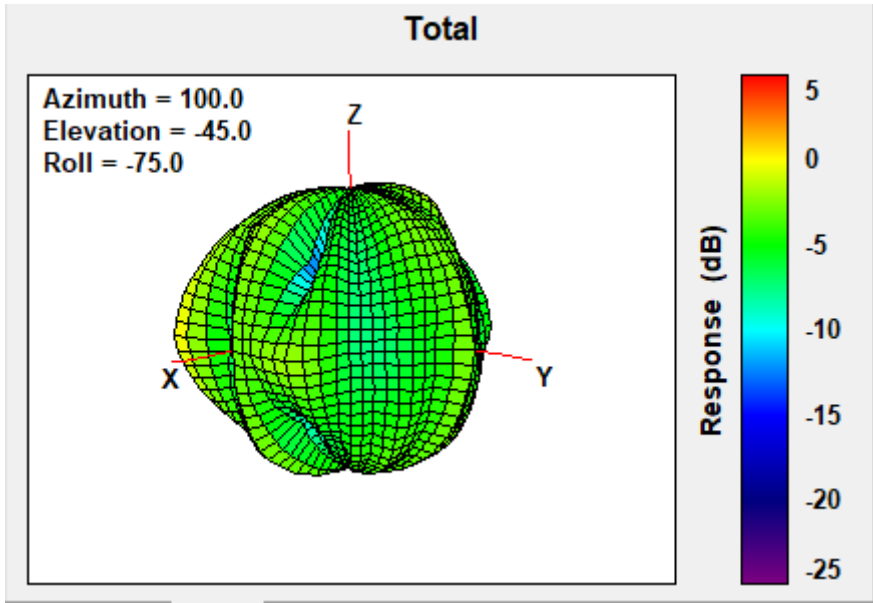 Total
Azimuth = 100.0
Elevation = -45.0
Roll = -75.0
Z
X
Y
Response (dB)
5
0
-5
-10
-15
-20
-25